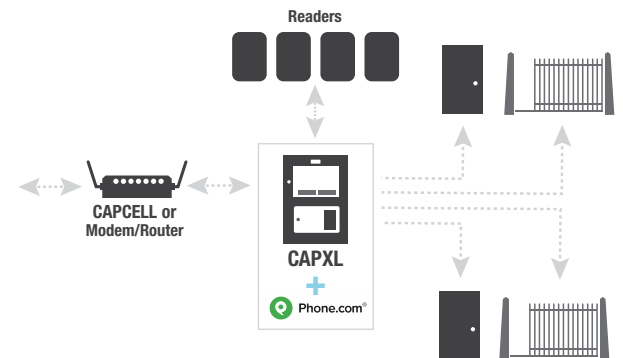 Readers
CAPCELL or
Modem/Router
CAPXL
+
Phone.com®